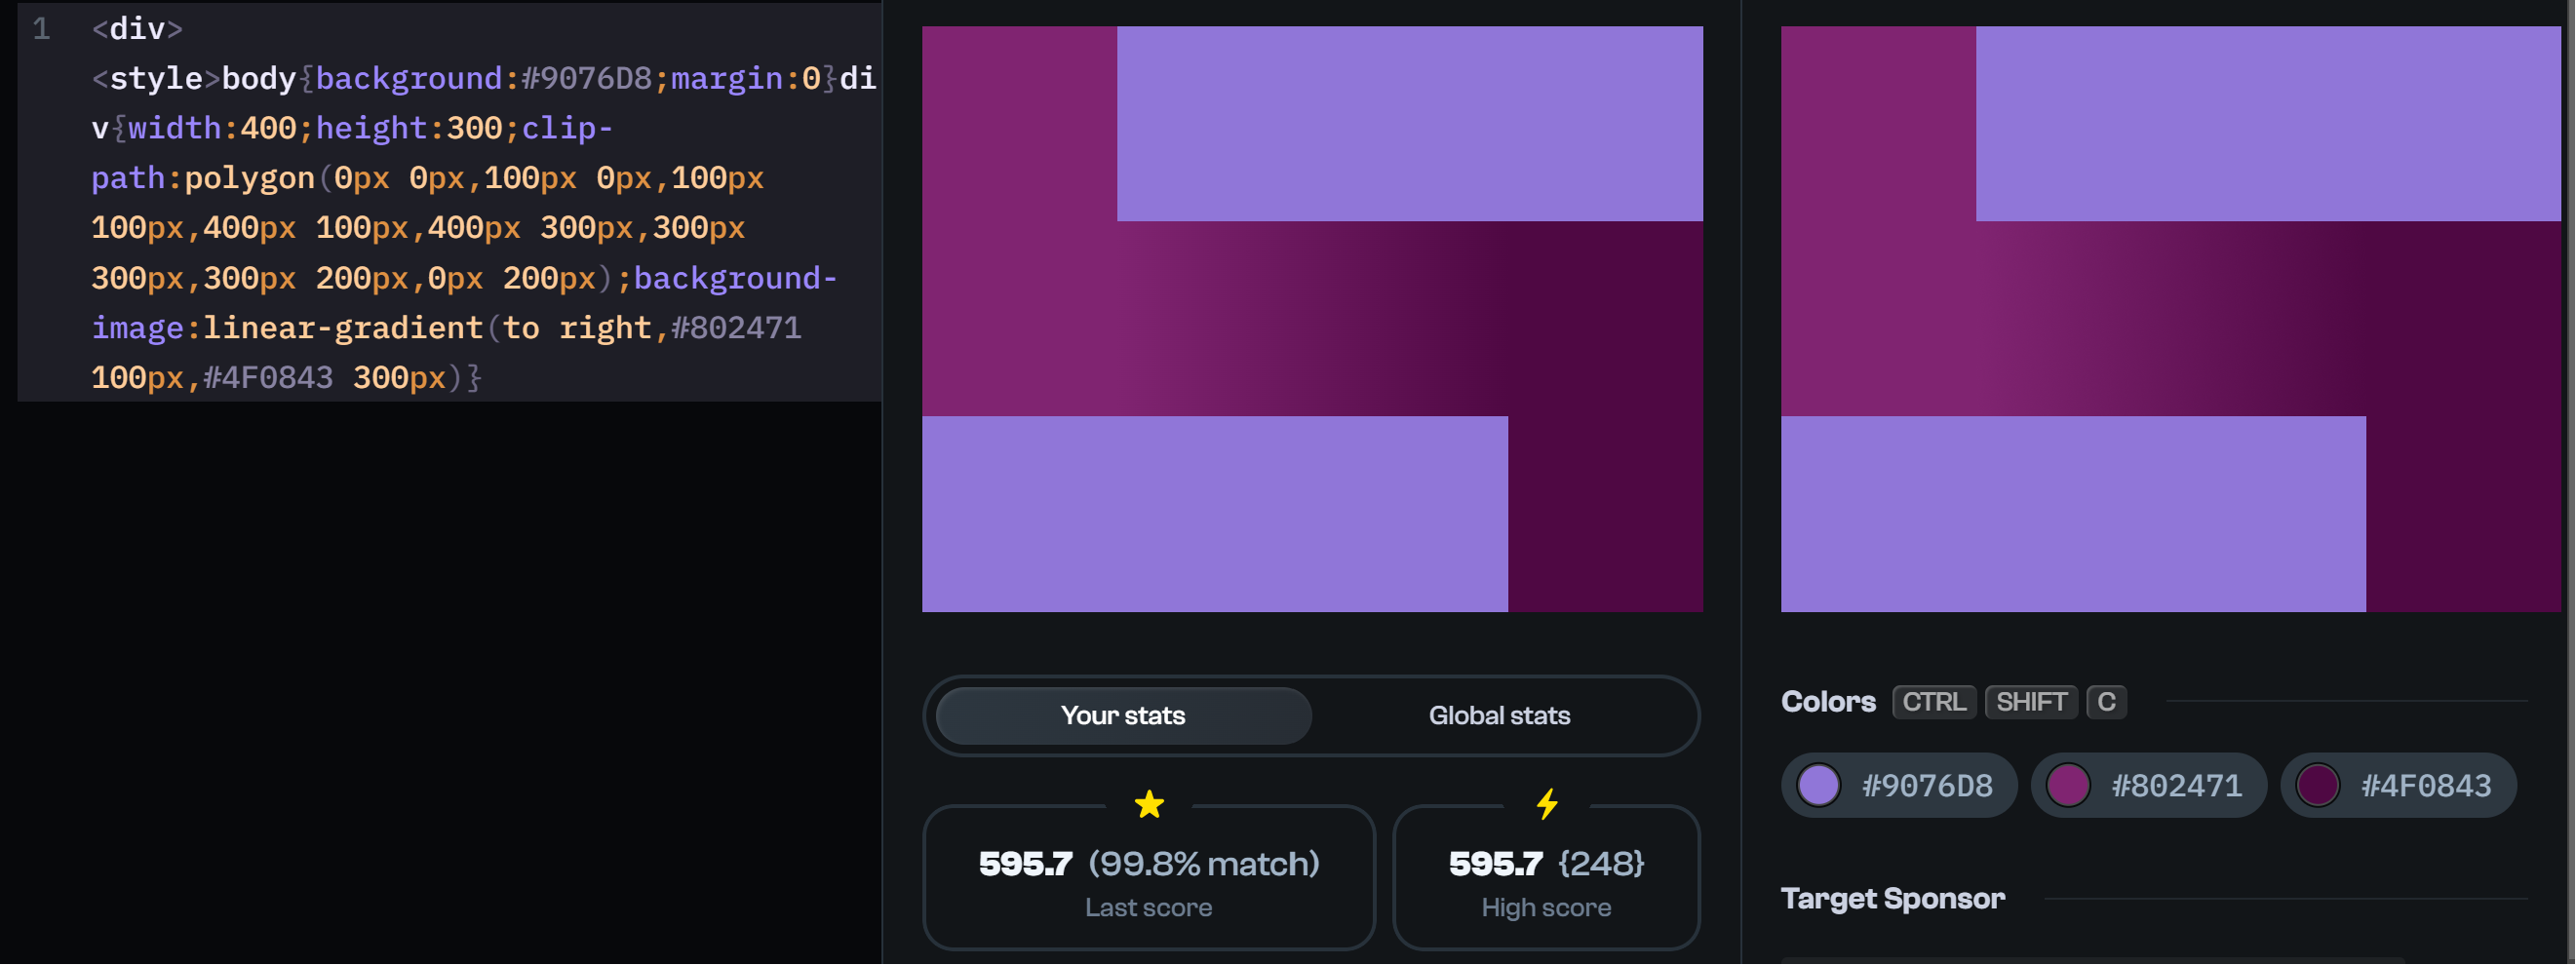 1 <div>
<style>body{background:#9076D8;margin:0}di
v{width:400;height:300;clip-
path:polygon(0px 0px,100px 0px,100px
100px,400px 100px,400px 300px,300px
300px,300px 200px,0px 200px);background-
image:linear-gradient(to right,#802471
100px,#4F0843 300px)}
Your stats
Global stats
595.7 (99.8% match)
Last score
595.7 {248}
High score
Colors CTRL SHIFT C
#9076D8 #802471 #4F0843
Target Sponsor